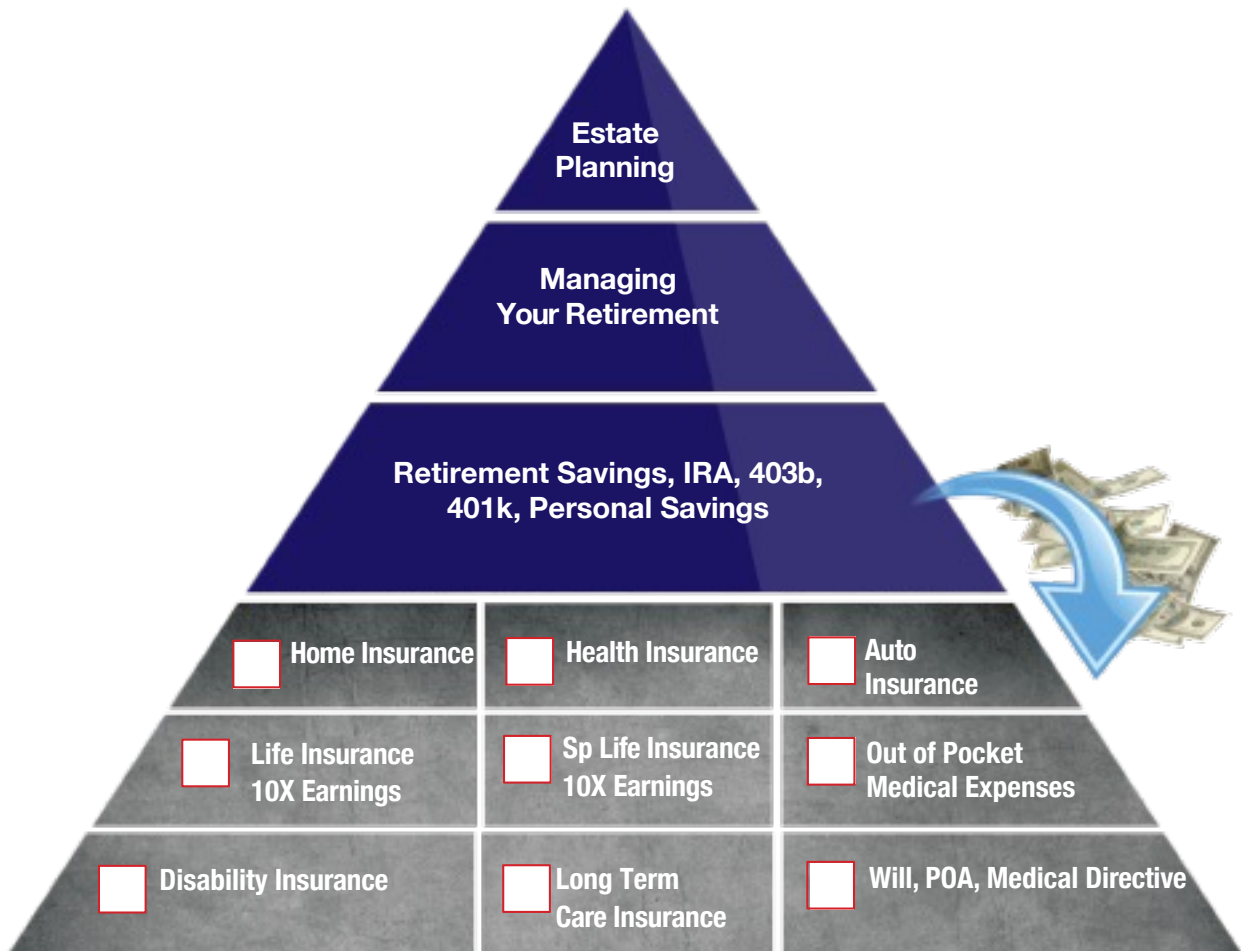 Estate
Planning
Managing
Your Retirement
Retirement Savings, IRA, 403b,
401k, Personal Savings
Home Insurance
Health Insurance
Auto
Insurance
Life Insurance
10X Earnings
Sp Life Insurance
10X Earnings
Out of Pocket
Medical Expenses
Disability Insurance
Long Term
Care Insurance
Will, POA, Medical Directive